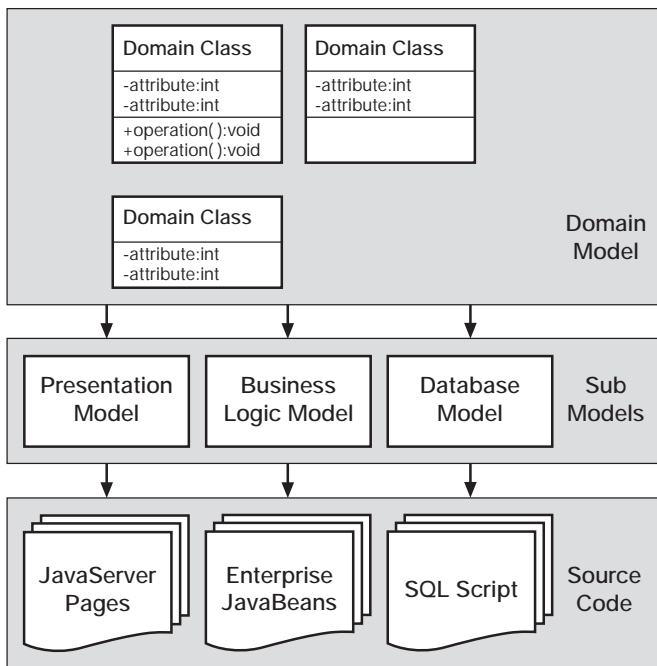 Domain Class
-attribute:int
-attribute:int
+operation( ):void
+operation( ):void
Domain Class
-attribute:int
-attribute:int
Domain Class
-attribute:int
-attribute:int
Domain
Model
Presentation
Model
Business
Logic Model
Database
Model
Sub
Models
JavaServer
Pages
Enterprise
JavaBeans
SQL Script
Source
Code